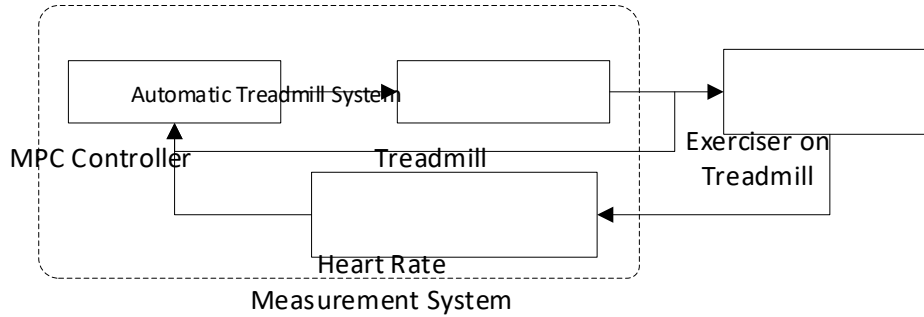 Automatic Treadmill System
MPC Controller
Treadmill
Exerciser on
Treadmill
Heart Rate
Measurement System